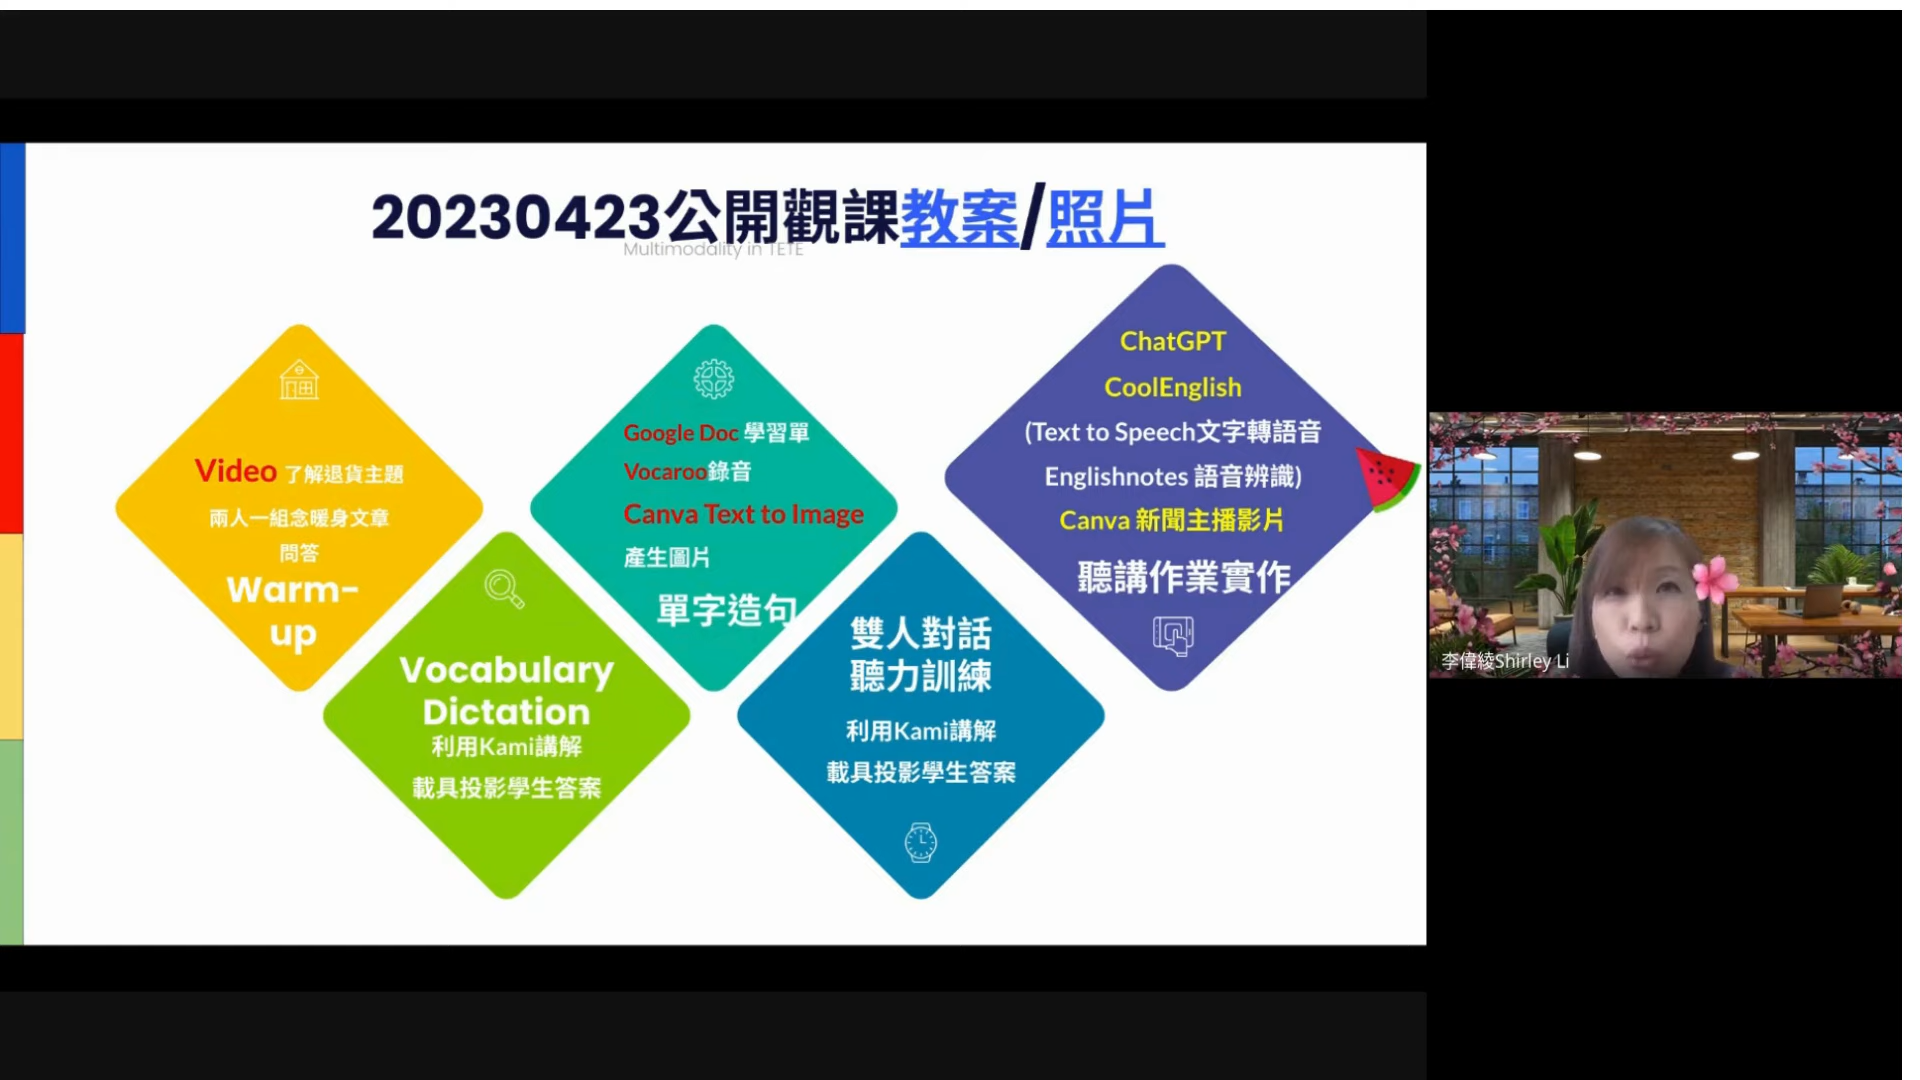 20230423公開觀課教案/照片
Multimodality in TETE
Video 了解退貨主題
兩人一組念暖身文章
問答
Warm-
up
Vocabulary
Dictation
利用Kami講解
載具投影學生答案
Google Doc 學習單
Vocaroo錄音
Canva Text to Image
產生圖片
單字造句
雙人對話
聽力訓練
利用Kami講解
載具投影學生答案
ChatGPT
CoolEnglish
(Text to Speech文字轉語音
Englishnotes 語音辨識)
Canva 新聞主播影片
聽講作業實作
李偉綾Shirley Li